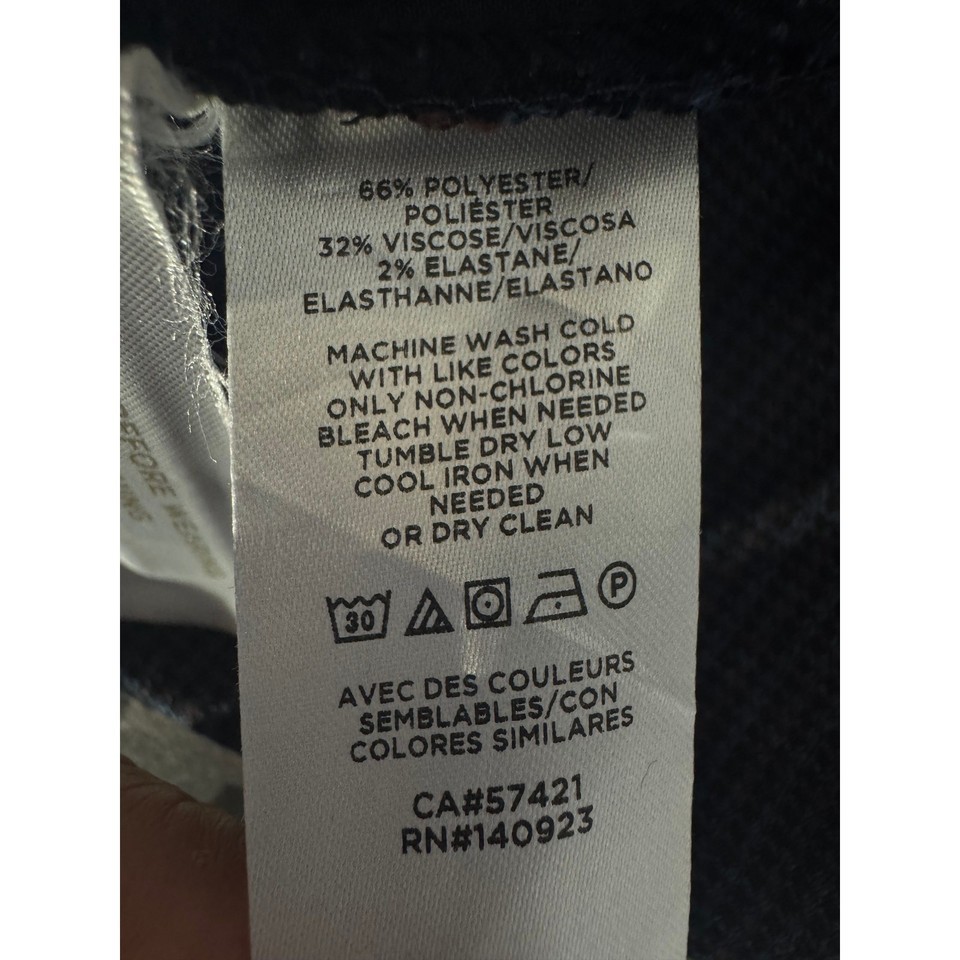 66% POLYESTER/
POLIÉSTER
32% VISCOSE/VISCOSA
2% ELASTANE/
ELASTHANNE/ELASTANO
MACHINE WASH COLD
WITH LIKE COLORS
ONLY NON-CHLORINE
BLEACH WHEN NEEDED
TUMBLE DRY LOW
COOL IRON WHEN
NEEDED
OR DRY CLEAN
30 P
AVEC DES COULEURS
SEMBLABLES/CON
COLORES SIMILARES
CA#57421
RN#140923
BEFORE